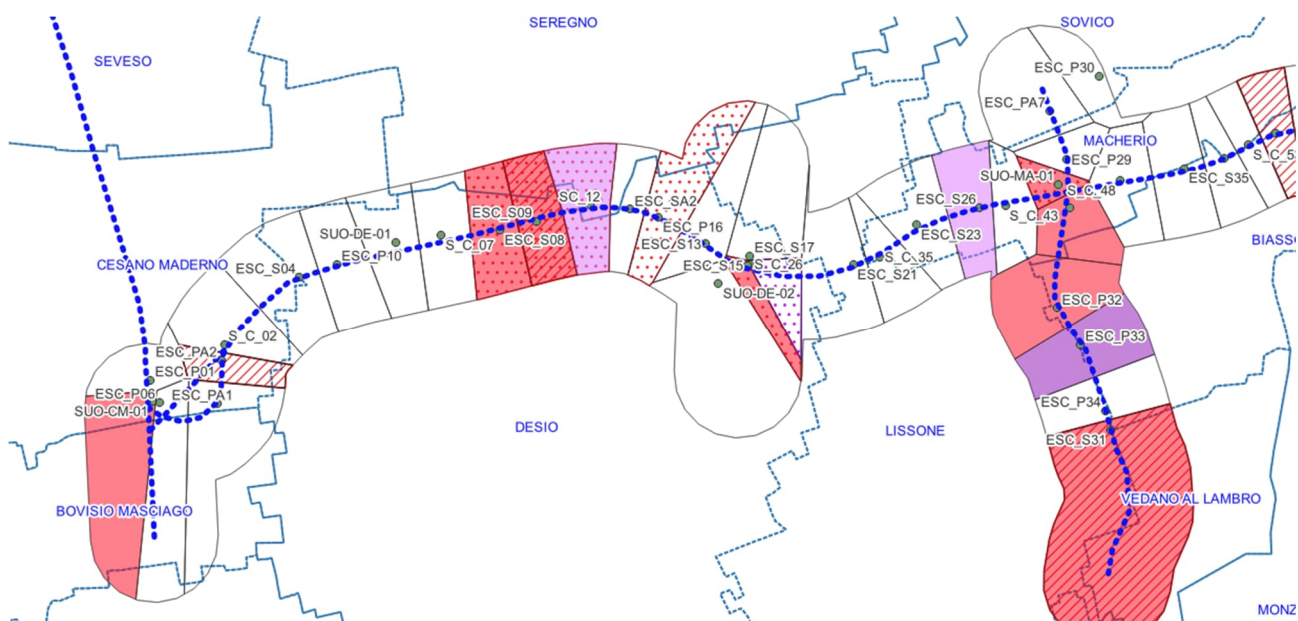 SEREGNO
SOVICO
SEVESO
ESC_P30
ESC_PA7
MACHERIO
ESC_P29
S_C_5
SUO-MA-01
S_C_48
ESC_S35
SC_12
ESC_SA2
ESC_S26
S_C_43
ESC_S09
ESC_P16
SUO-DE-01
ESC_S08
ESC_S13
ESC_S23
S_C_07
ESC_S17
BIASSO
ESC_P10
S_C_35
CESANO MADERNO
ESC_S04
ESC_S15
S_C_26
ESC_S21
SUO-DE-02
ESC_P32
S_C_02
ESC_P33
ESC_PA2
ESC_P01
ESC_P06
ESC_PA1
SUO-CM-01
ESC_P34
DESIO
LISSONE
ESC_S31
VEDANO AL LAMBRO
BOVISIO MASCIAGO
MONZ